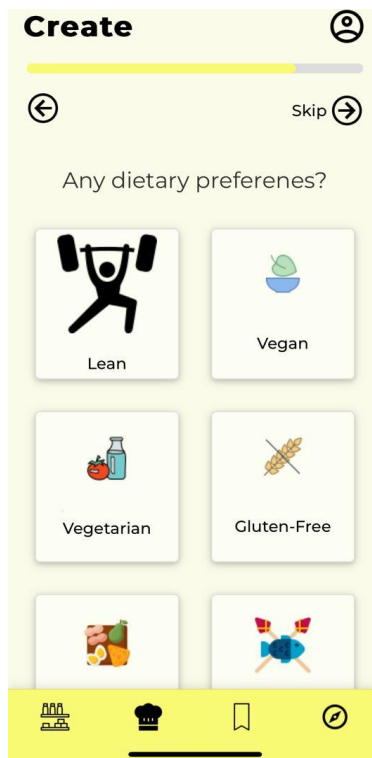 Create
Skip
Any dietary preferenes?
Lean
Vegan
Vegetarian
Gluten-Free